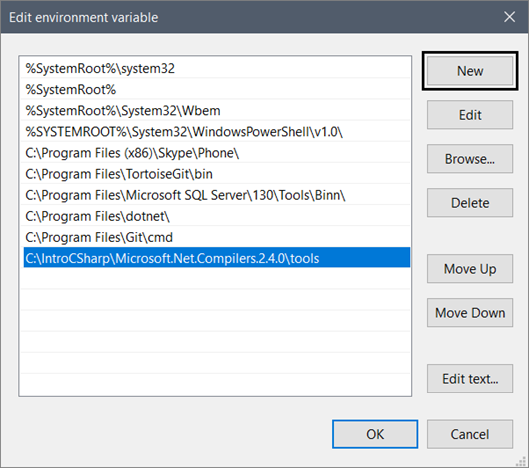 Edit environment variable
%SystemRoot%\system32
%SystemRoot%
%SystemRoot%\System32\Wbem
%SYSTEMROOT%\System32\WindowsPowerShell\v1.0\
C:\Program Files (x86)\Skype\Phone\
C:\Program Files\TortoiseGit\bin
C:\Program Files\Microsoft SQL Server\130\Tools\Binn\
C:\Program Files\dotnet\
C:\Program Files\Git\cmd
C:\IntroCSharp\Microsoft.Net.Compilers.2.4.0\tools
New
Edit
Browse...
Delete
Move Up
Move Down
Edit text...
OK
Cancel